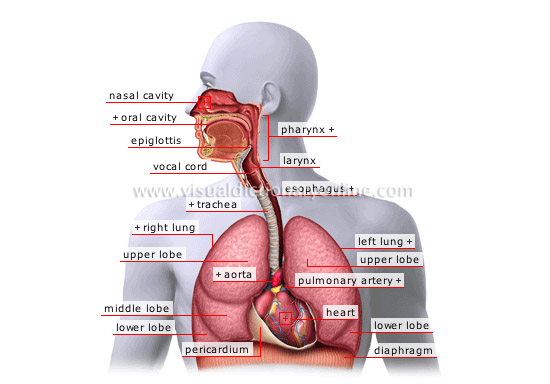 nasal cavity
+ oral cavity
epiglottis
vocal cord
pharynx +
larynx
esophagus +
www.visualdictionaryonline.com
+ trachea
+ right lung
left lung +
upper lobe
upper lobe
+ aorta
pulmonary artery +
middle lobe
heart
lower lobe
lower lobe
pericardium
diaphragm